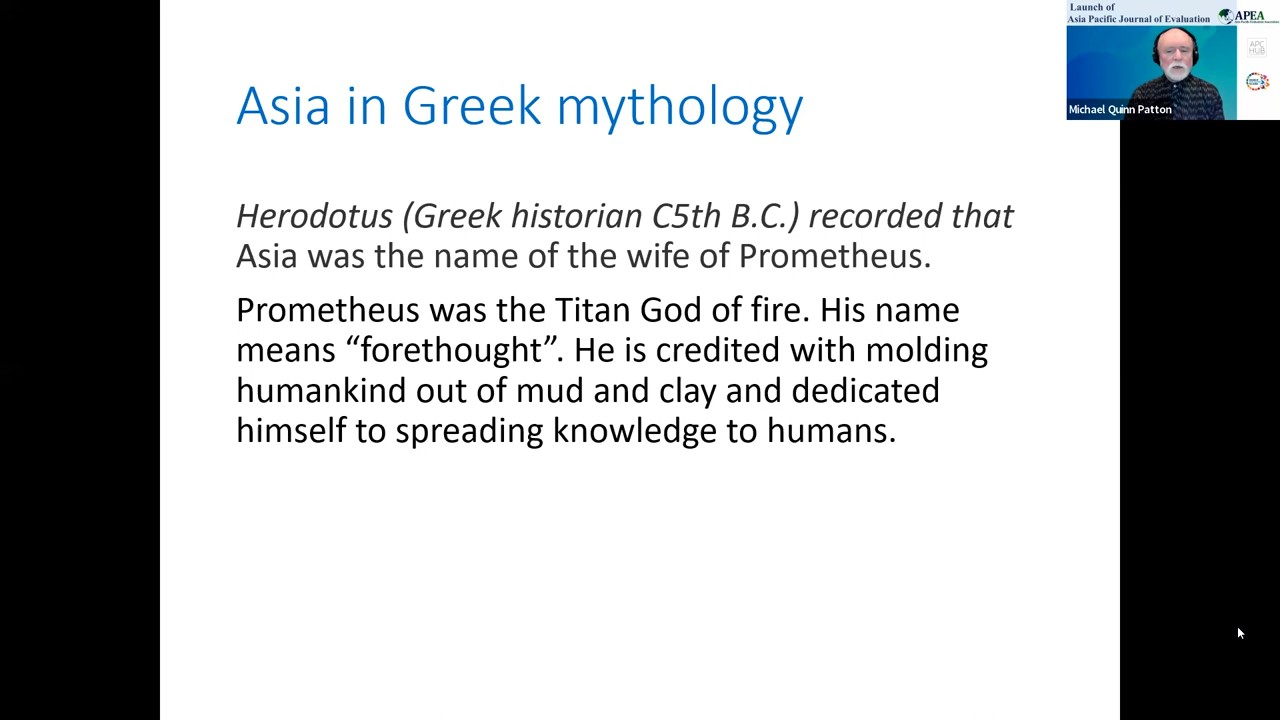 Launch of
Asia Pacific Journal of Evaluation
APEA
APC
HUB
Michael Quinn Patton
Asia in Greek mythology
Herodotus (Greek historian C5th B.C.) recorded that
Asia was the name of the wife of Prometheus.
Prometheus was the Titan God of fire. His name
means “forethought”. He is credited with molding
humankind out of mud and clay and dedicated
himself to spreading knowledge to humans.